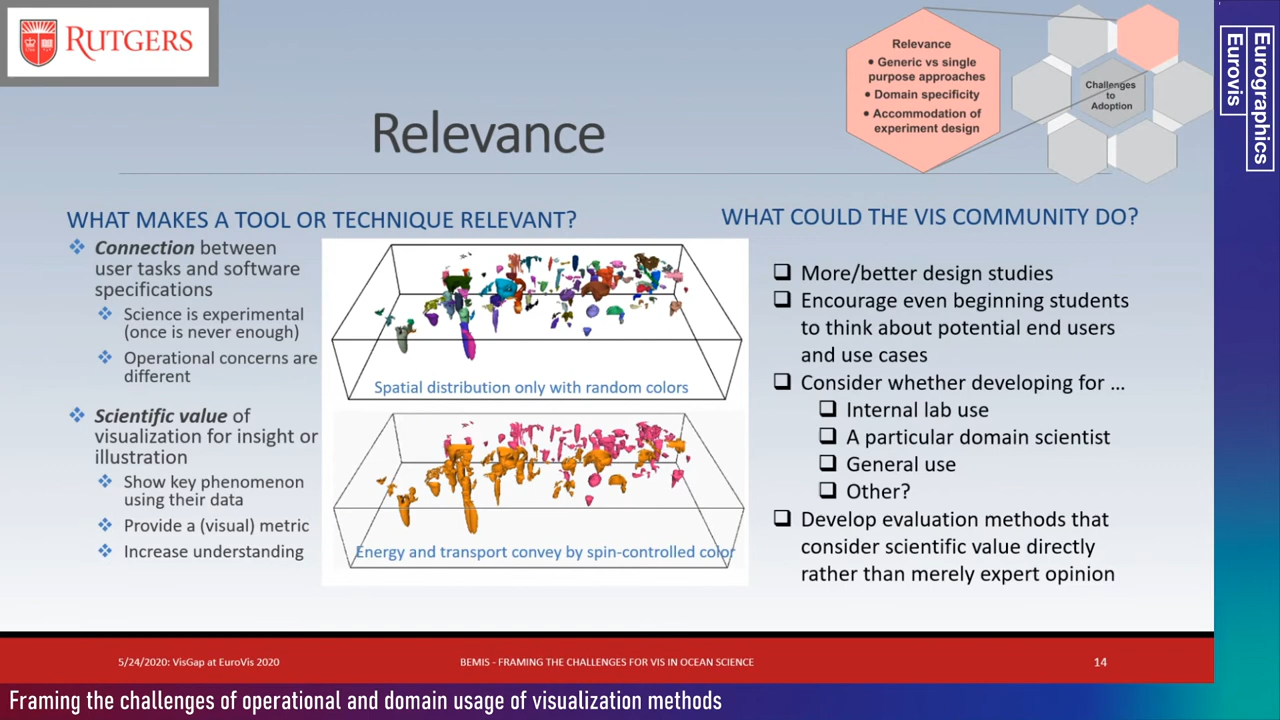 RUTGERS
Relevance
• Generic vs single
purpose approaches
• Domain specificity
• Accommodation of
experiment design
Challenges
to
Adoption
Eurographics
Eurovis
Relevance
WHAT MAKES A TOOL OR TECHNIQUE RELEVANT?
Connection between
user tasks and software
specifications
Science is experimental
(once is never enough)
Operational concerns are
different
Scientific value of
visualization for insight or
illustration
Show key phenomenon
using their data
Provide a (visual) metric
Increase understanding
Spatial distribution only with random colors
Energy and transport convey by spin-controlled color
WHAT COULD THE VIS COMMUNITY DO?
More/better design studies
Encourage even beginning students
to think about potential end users
and use cases
Consider whether developing for ...
Internal lab use
A particular domain scientist
General use
Other?
Develop evaluation methods that
consider scientific value directly
rather than merely expert opinion
5/24/2020: VisGap at EuroVis 2020
BEMIS - FRAMING THE CHALLENGES FOR VIS IN OCEAN SCIENCE
14
Framing the challenges of operational and domain usage of visualization methods